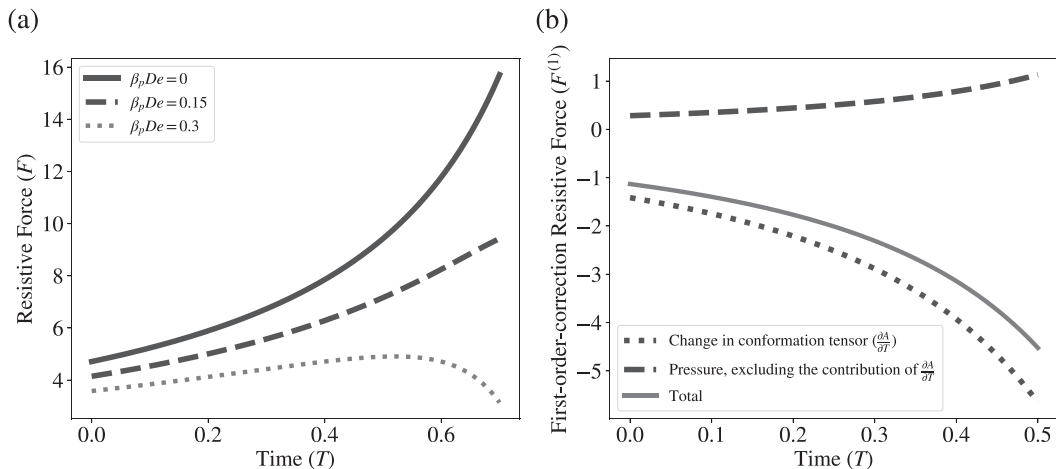 (a)
16
14
12
10
8
6
4
Resistive Force (F)
β_pDe = 0
β_pDe = 0.15
β_pDe = 0.3
0.0 0.2 0.4 0.6
Time (T)
(b)
1
0
−1
−2
−3
−4
−5
First-order-correction Resistive Force (F^(1))
Change in conformation tensor (∂A/∂T)
Pressure, excluding the contribution of ∂A/∂T
Total
0.0 0.1 0.2 0.3 0.4 0.5
Time (T)